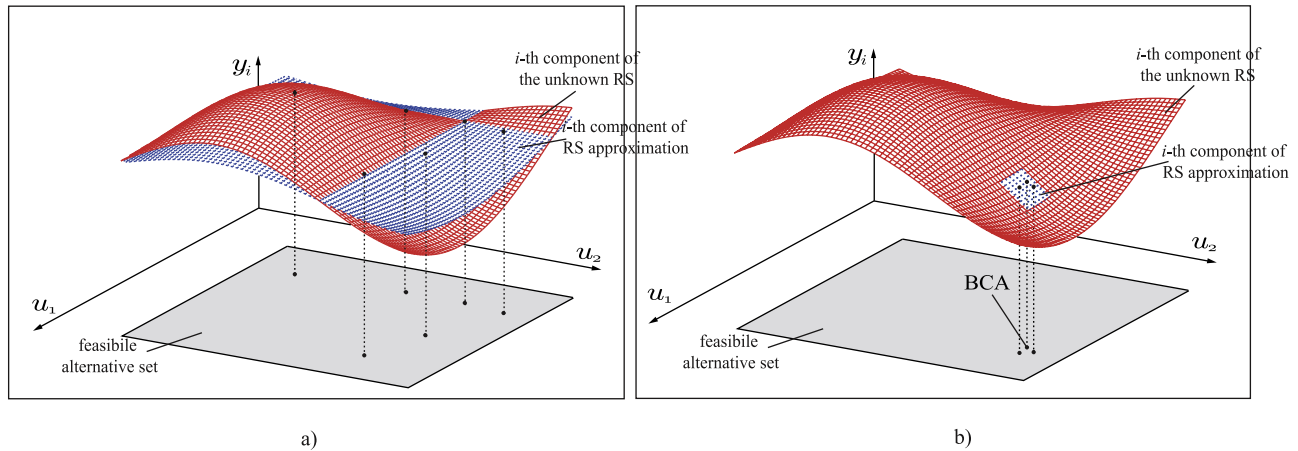 y_i
i-th component of
the unknown RS
i-th component of
RS approximation
u_2
u_1
feasibile
alternative set
a)
y_i
i-th component of
the unknown RS
i-th component of
RS approximation
u_2
BCA
u_1
feasibile
alternative set
b)